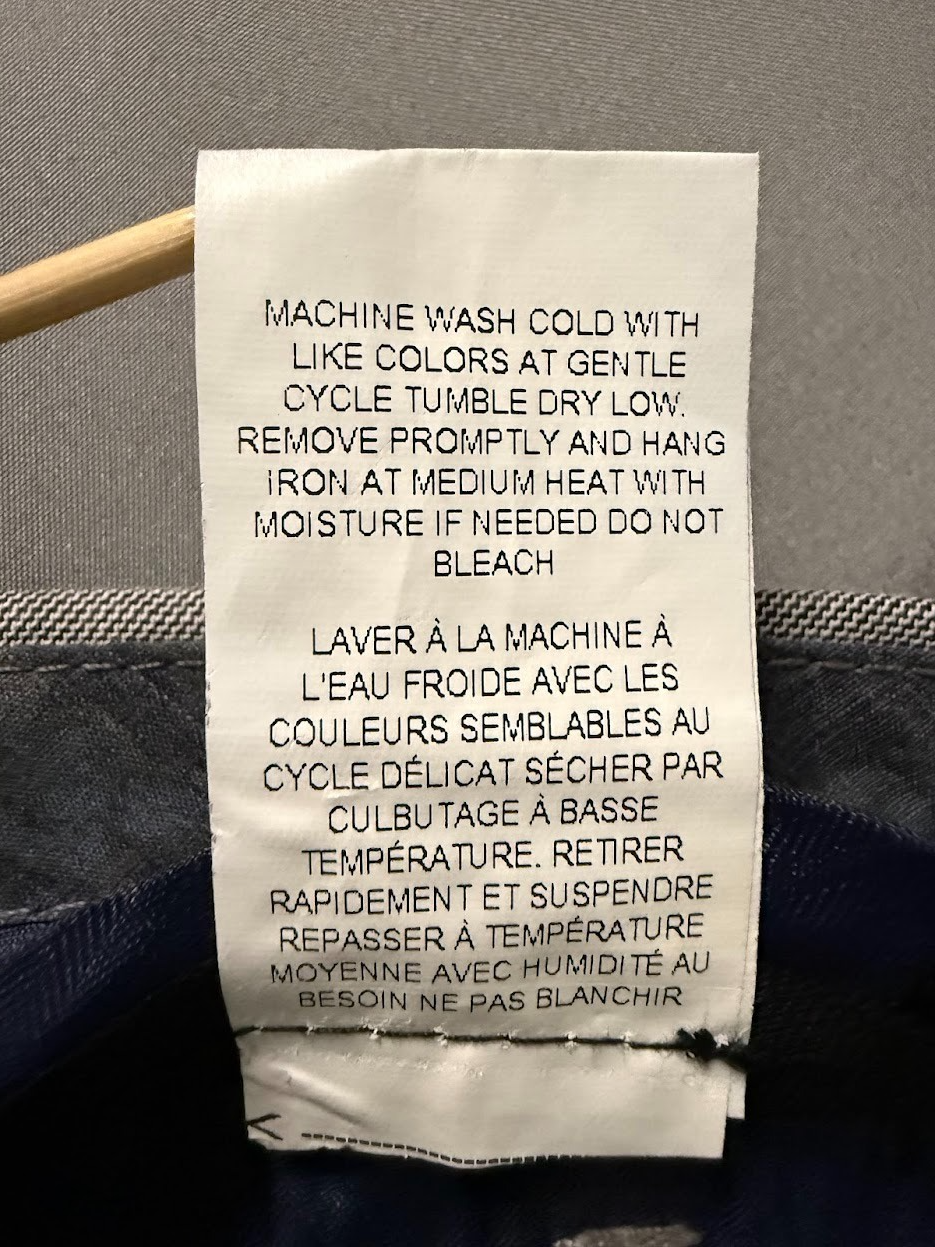 MACHINE WASH COLD WITH
LIKE COLORS AT GENTLE
CYCLE TUMBLE DRY LOW.
REMOVE PROMPTLY AND HANG
IRON AT MEDIUM HEAT WITH
MOISTURE IF NEEDED DO NOT
BLEACH
LAVER À LA MACHINE À
L'EAU FROIDE AVEC LES
COULEURS SEMBLABLES AU
CYCLE DÉLICAT SÉCHER PAR
CULBUTAGE À BASSE
TEMPÉRATURE. RETIRER
RAPIDEMENT ET SUSPENDRE
REPASSER À TEMPÉRATURE
MOYENNE AVEC HUMIDITÉ AU
BESOIN NE PAS BLANCHIR